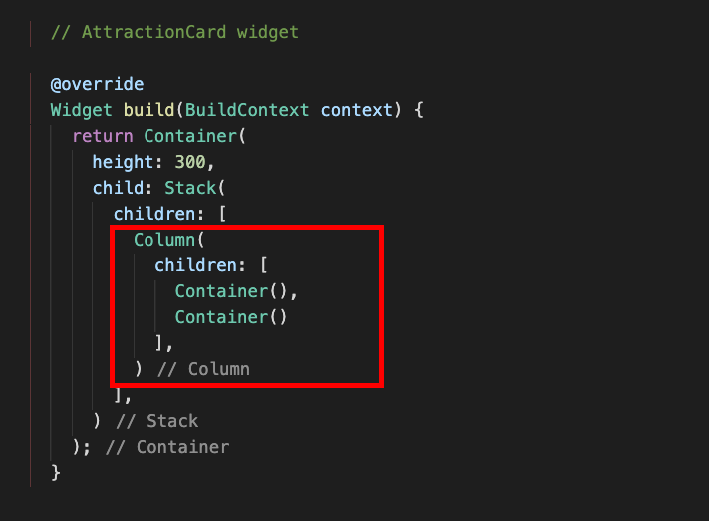 // AttractionCard widget
@override
Widget build(BuildContext context) {
return Container(
height: 300,
child: Stack(
children: [
Column(
children: [
Container(),
Container()
],
) // Column
],
) // Stack
); // Container
}